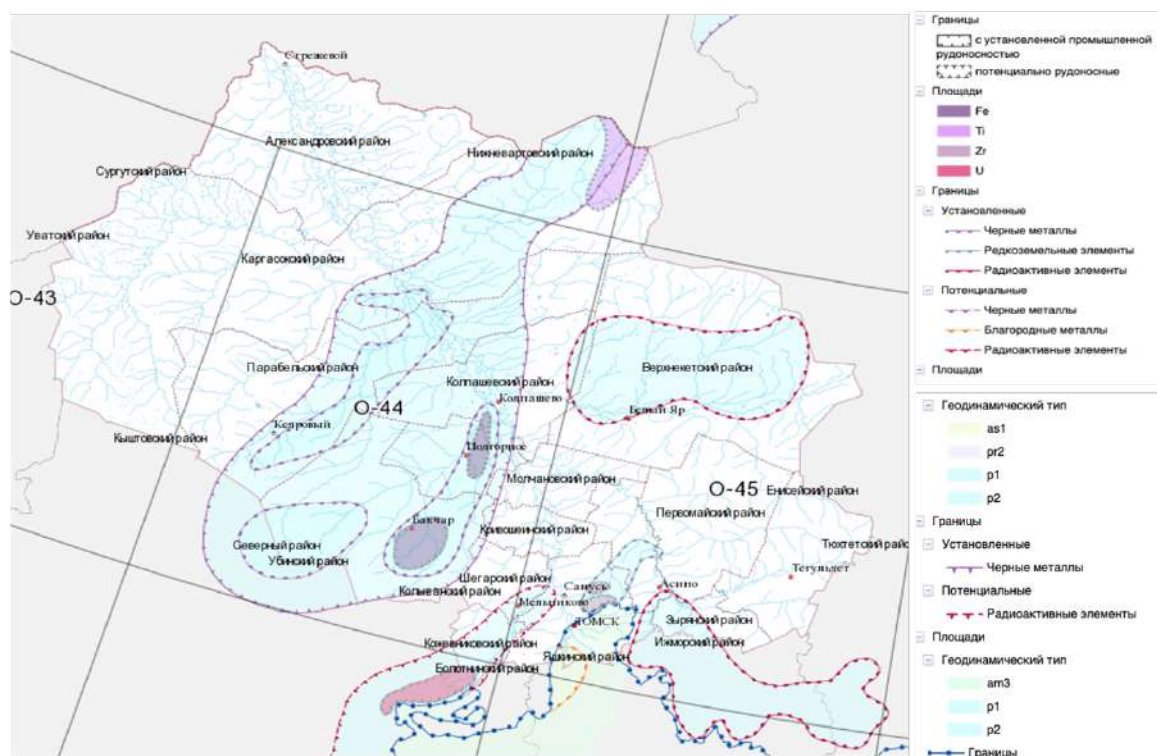 Стрежевой
Александровский район
Нижневартовский район
Сургутский район
Уватский район
Каргасокский район
О-43
Парабельский район
Верхнекетский район
Колпашевский район
Колпашево
О-44
Белый Яр
Кедровый
Кыштовский район
Подгорное
Молчановский район
О-45
Енисейский район
Первомайский район
Бакчар
Кривошеинский район
Северный район
Убинский район
Тюхтетский район
Тегульдет
Шегарский район
Колыванский район
Асино
Мельниково
ТОМСК
Зырянский район
Ижморский район
Кожевниковский район
Яшкинский район
Болотнинский район
Границы
с установленной промышленной
рудоносностью
потенциально рудоносные
Площади
Fe
Ti
Zr
U
Границы
Установленные
Черные металлы
Редкоземельные элементы
Радиоактивные элементы
Потенциальные
Черные металлы
Благородные металлы
Радиоактивные элементы
Площади
Геодинамический тип
as1
pr2
p1
p2
Границы
Установленные
Черные металлы
Потенциальные
Радиоактивные элементы
Площади
Геодинамический тип
am3
p1
p2
Границы